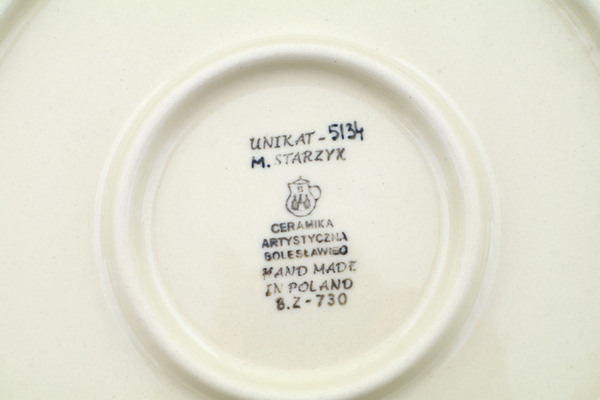 UNIKAT - 5134
M. STARZYK
CERAMIKA
ARTYSTYCZNA
BOLESŁAWIEC
HAND MADE
IN POLAND
B.Z - 730